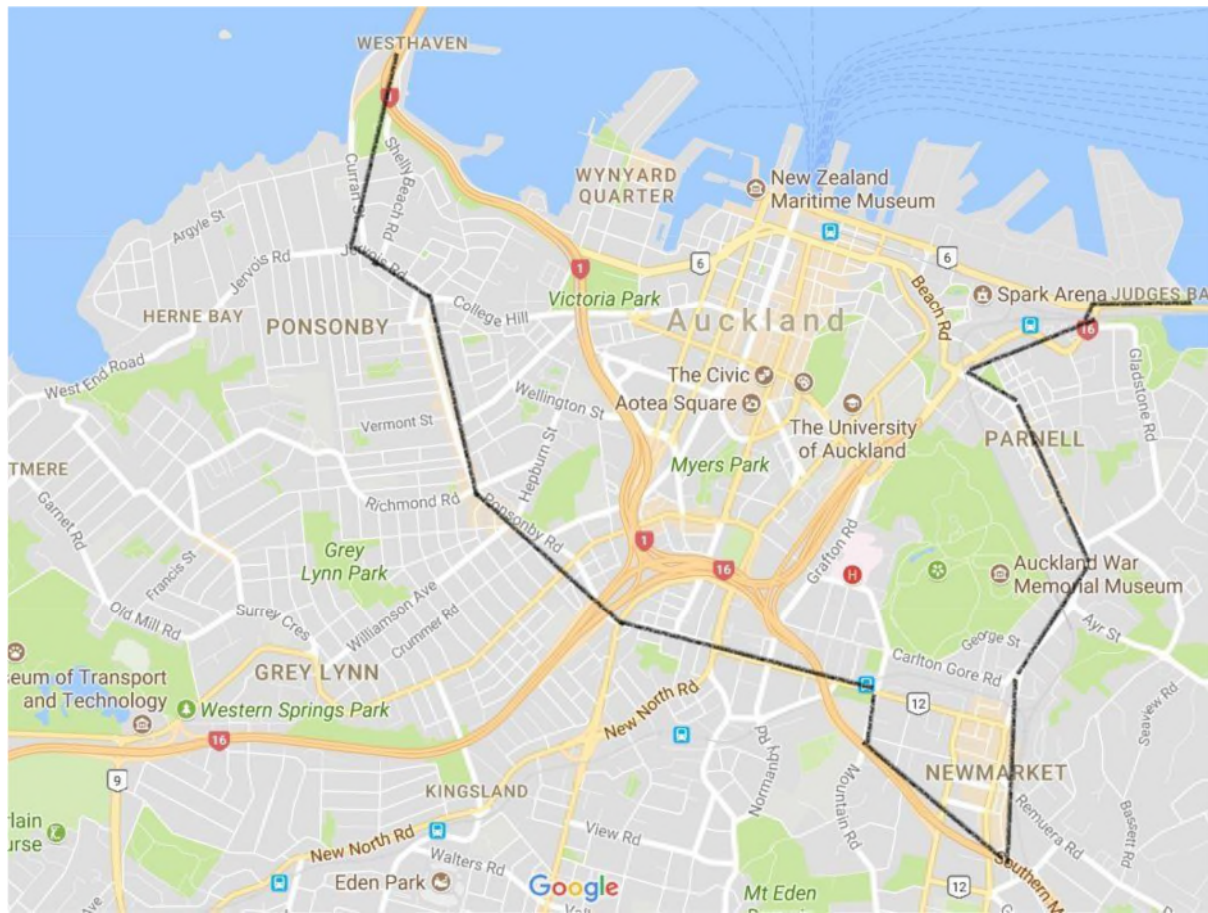 WESTHAVEN
1
Shelly Beach Rd
Curran St
WYNYARD
QUARTER
New Zealand
Maritime Museum
Argyle St
Jervois Rd
Jervois Rd
1
6
6
Beach Rd
Spark Arena
JUDGES BA
HERNE BAY
PONSONBY
College Hill
Victoria Park
Auckland
16
Gladstone Rd
West End Road
The Civic
Aotea Square
Wellington St
Vermont St
The University
of Auckland
PARNELL
TMERE
Hepburn St
Myers Park
Richmond Rd
Ponsonby Rd
Garnet Rd
Francis St
Grey
Lynn Park
1
16
Grafton Rd
H
Auckland War
Memorial Museum
Old Mill Rd
Surrey Cres
Williamson Ave
Crummer Rd
George St
Ayr St
Carlton Gore Rd
seum of Transport
and Technology
GREY LYNN
Western Springs Park
New North Rd
12
Seaview Rd
16
9
Normanby Rd
Mountain Rd
NEWMARKET
KINGSLAND
Remuera Rd
Bassett Rd
rlain
urse
New North Rd
View Rd
Walters Rd
Eden Park
Google
Mt Eden
12
Southern M